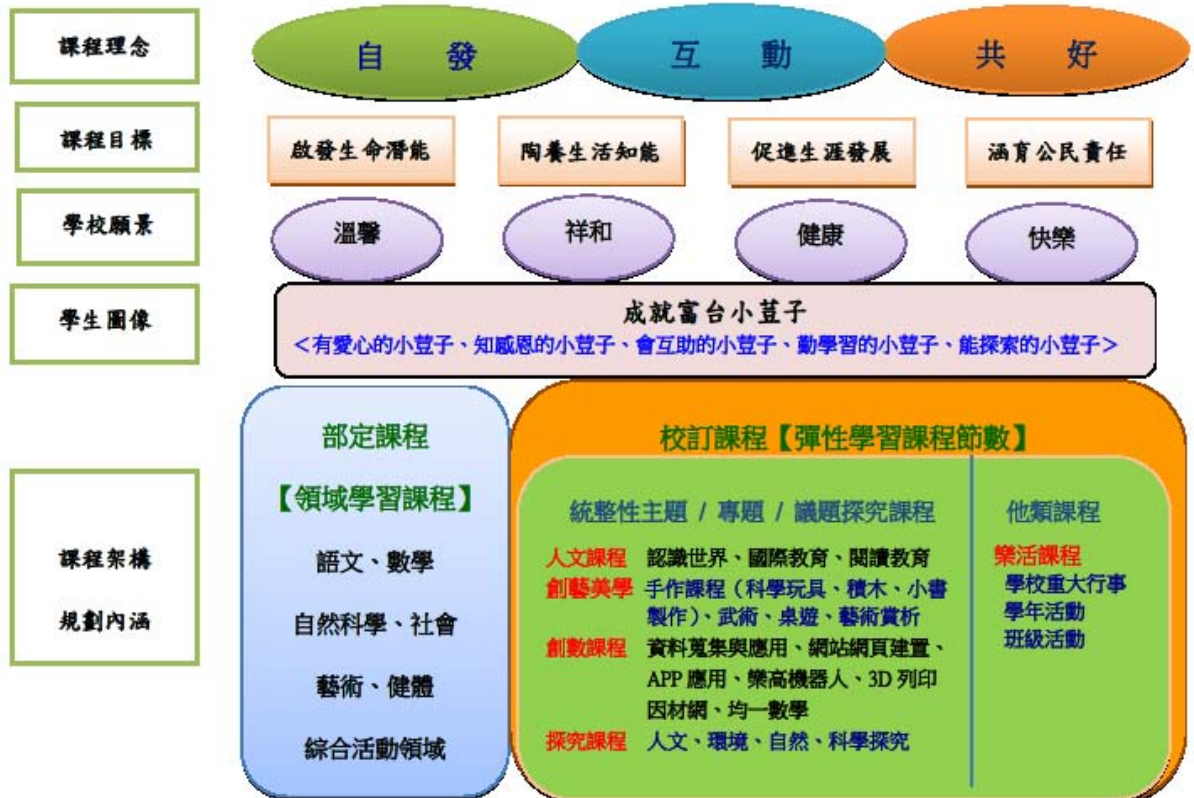 課程理念
自 發
互 動
共 好
課程目標
啟發生命潛能
陶養生活知能
促進生涯發展
涵育公民責任
學校願景
溫馨
祥和
健康
快樂
學生圖像
成就富台小荳子
<有愛心的小荳子、知感恩的小荳子、會互助的小荳子、勤學習的小荳子、能探索的小荳子>
課程架構
規劃內涵
部定課程
【領域學習課程】
語文、數學
自然科學、社會
藝術、健體
綜合活動領域
校訂課程【彈性學習課程節數】
統整性主題 / 專題 / 議題探究課程
人文課程 認識世界、國際教育、閱讀教育
創藝美學 手作課程（科學玩具、積木、小書
製作）、武術、桌遊、藝術賞析
創數課程 資料蒐集與應用、網站網頁建置、
APP 應用、樂高機器人、3D 列印
因材網、均一數學
探究課程 人文、環境、自然、科學探究
他類課程
樂活課程
學校重大行事
學年活動
班級活動